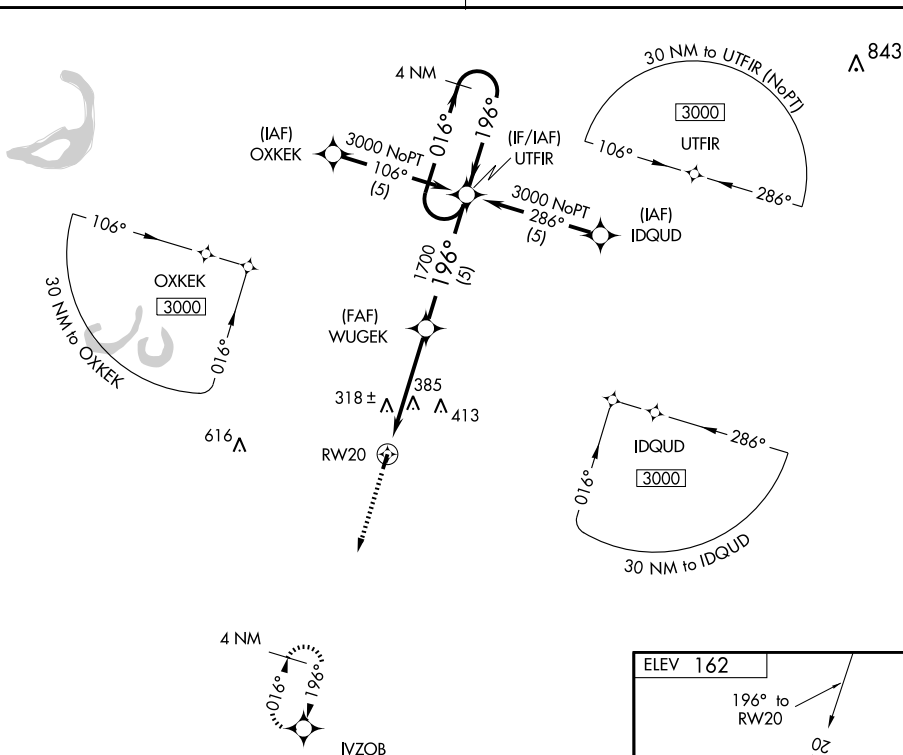 843
30 NM to UTFIR (NoPT)
3000
UTFIR
106°
286°
4 NM
016°
196°
(IF/IAF)
UTFIR
(IAF)
OXKEK
3000 NoPT
106°
(5)
3000 NoPT
286°
(5)
(IAF)
IDQUD
106°
OXKEK
3000
30 NM to OXKEK
016°
1700
196°
(5)
(FAF)
WUGEK
318 ±
385
413
616
RW20
IDQUD
3000
286°
016°
30 NM to IDQUD
4 NM
016°
196°
IVZOB
ELEV 162
196° to
RW20
20